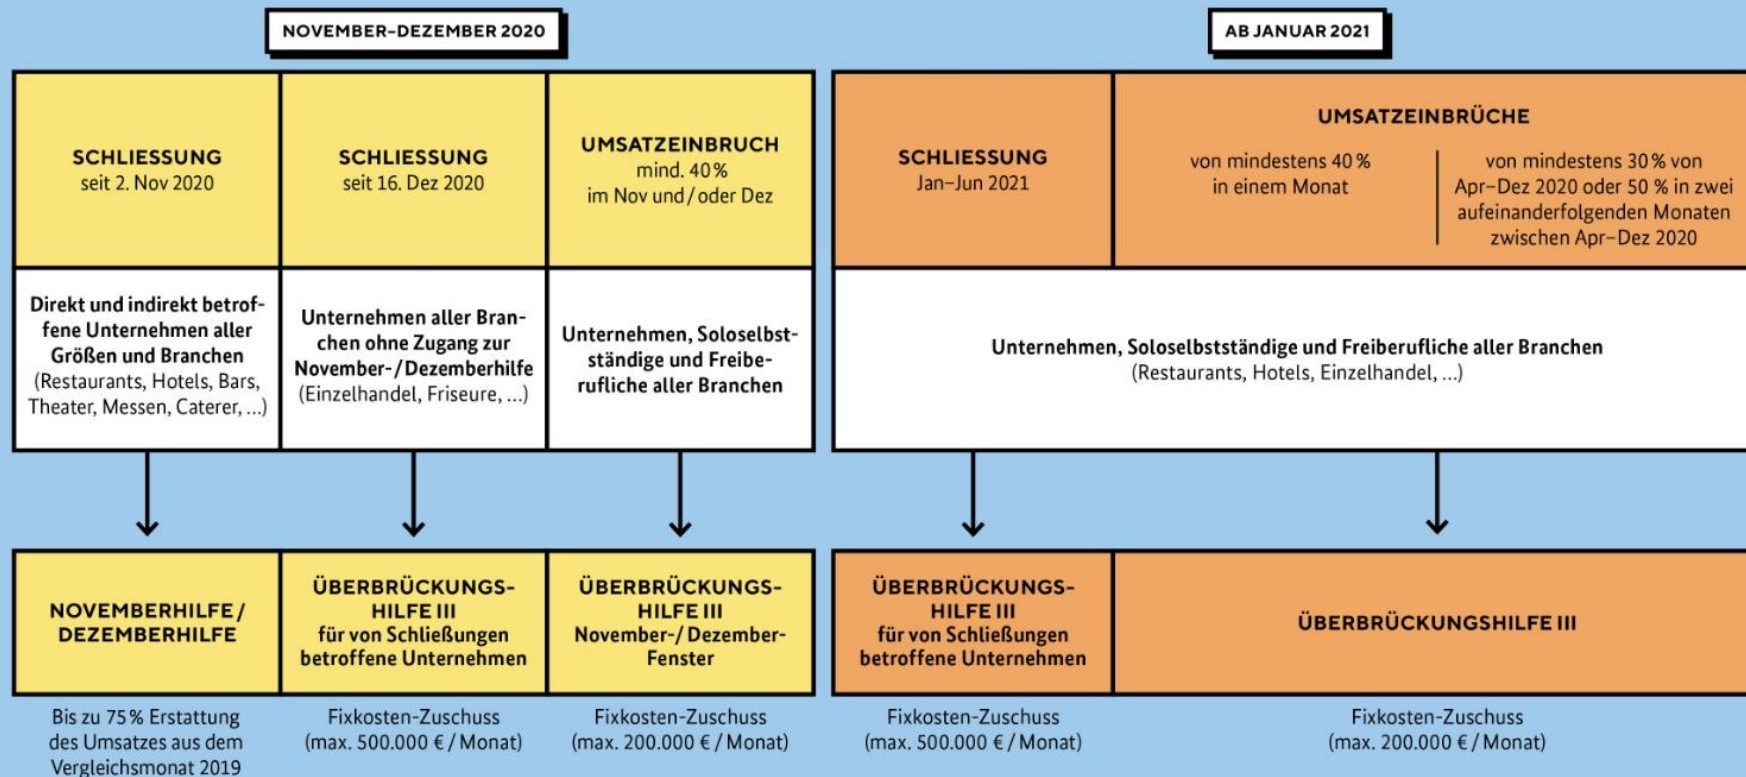 NOVEMBER–DEZEMBER 2020
SCHLIESSUNG
seit 2. Nov 2020
SCHLIESSUNG
seit 16. Dez 2020
UMSATZEINBRUCH
mind. 40 %
im Nov und / oder Dez
Direkt und indirekt betrof-
fene Unternehmen aller
Größen und Branchen
(Restaurants, Hotels, Bars,
Theater, Messen, Caterer, ...)
Unternehmen aller Bran-
chen ohne Zugang zur
November-/Dezemberhilfe
(Einzelhandel, Friseure, ...)
Unternehmen, Soloselbst-
ständige und Freibe-
rufliche aller Branchen
NOVEMBERHILFE /
DEZEMBERHILFE
ÜBERBRÜCKUNGS-
HILFE III
für von Schließungen
betroffene Unternehmen
ÜBERBRÜCKUNGS-
HILFE III
November-/ Dezember-
Fenster
Bis zu 75 % Erstattung
des Umsatzes aus dem
Vergleichsmonat 2019
Fixkosten-Zuschuss
(max. 500.000 € / Monat)
Fixkosten-Zuschuss
(max. 200.000 € / Monat)
AB JANUAR 2021
SCHLIESSUNG
Jan–Jun 2021
UMSATZEINBRÜCHE
von mindestens 40 %
in einem Monat
von mindestens 30 % von
Apr–Dez 2020 oder 50 % in zwei
aufeinanderfolgenden Monaten
zwischen Apr–Dez 2020
Unternehmen, Soloselbstständige und Freiberufliche aller Branchen
(Restaurants, Hotels, Einzelhandel, ...)
ÜBERBRÜCKUNGS-
HILFE III
für von Schließungen
betroffene Unternehmen
ÜBERBRÜCKUNGSHILFE III
Fixkosten-Zuschuss
(max. 500.000 € / Monat)
Fixkosten-Zuschuss
(max. 200.000 € / Monat)